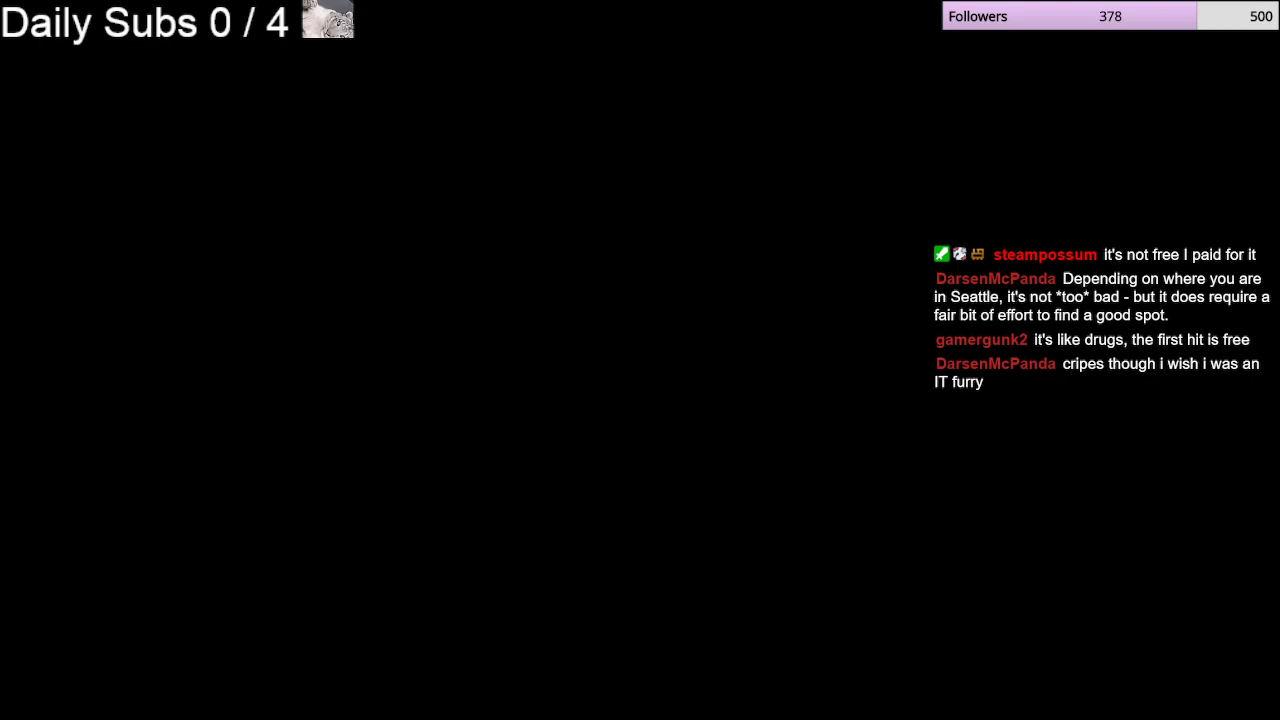 Daily Subs 0 / 4
Followers 378 500
steampossum it's not free I paid for it
DarsenMcPanda Depending on where you are
in Seattle, it's not *too* bad - but it does require a
fair bit of effort to find a good spot.
gamergunk2 it's like drugs, the first hit is free
DarsenMcPanda cripes though i wish i was an
IT furry